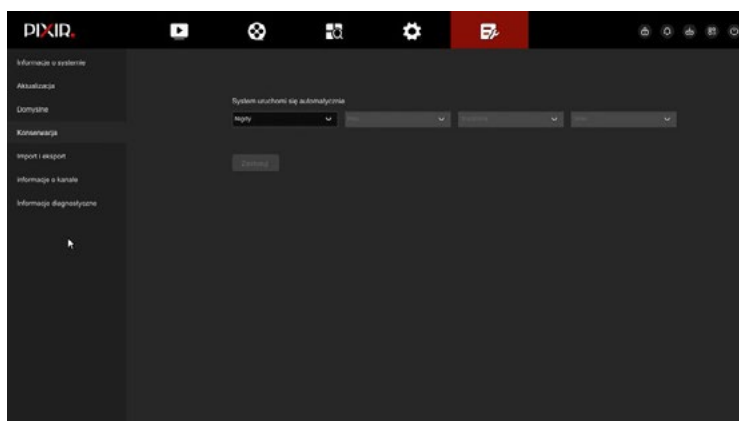 PIXIR.
Informacje o systemie
Aktualizacja
Domyślne
Konserwacja
Import i eksport
Informacje o kanale
Informacje diagnostyczne
System uruchomi się automatycznie
Nigdy
Zastosuj